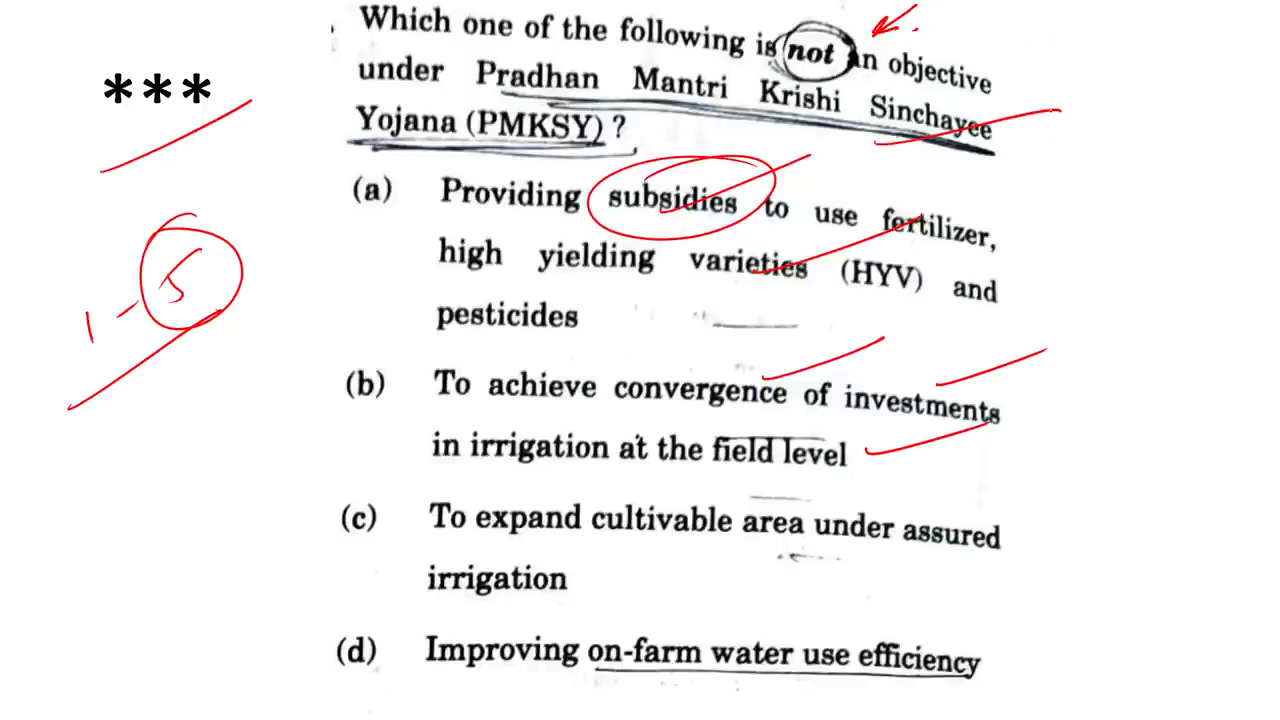 ***
1-5
Which one of the following is not an objective
under Pradhan Mantri Krishi Sinchayee
Yojana (PMKSY) ?
(a) Providing subsidies to use fertilizer,
high yielding varieties (HYV) and
pesticides
(b) To achieve convergence of investments
in irrigation at the field level
(c) To expand cultivable area under assured
irrigation
(d) Improving on-farm water use efficiency